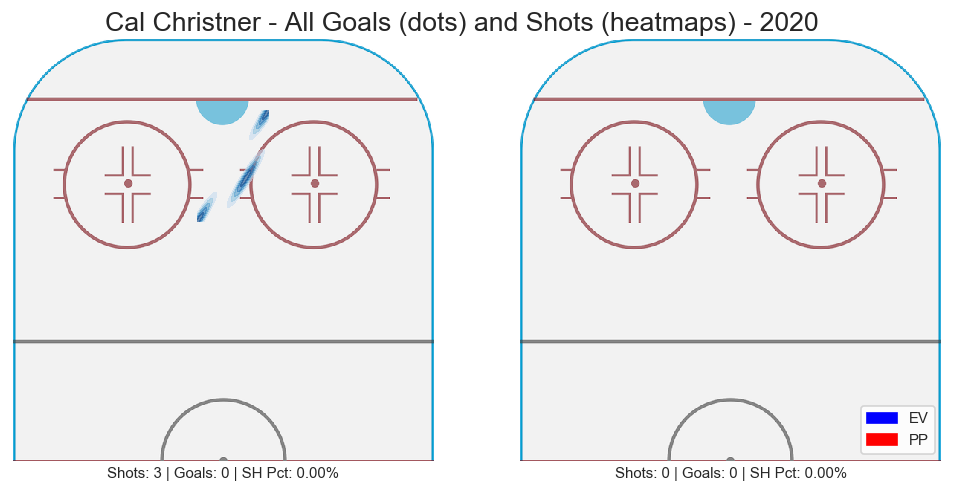 Cal Christner - All Goals (dots) and Shots (heatmaps) - 2020
EV
PP
Shots: 3 | Goals: 0 | SH Pct: 0.00%
Shots: 0 | Goals: 0 | SH Pct: 0.00%